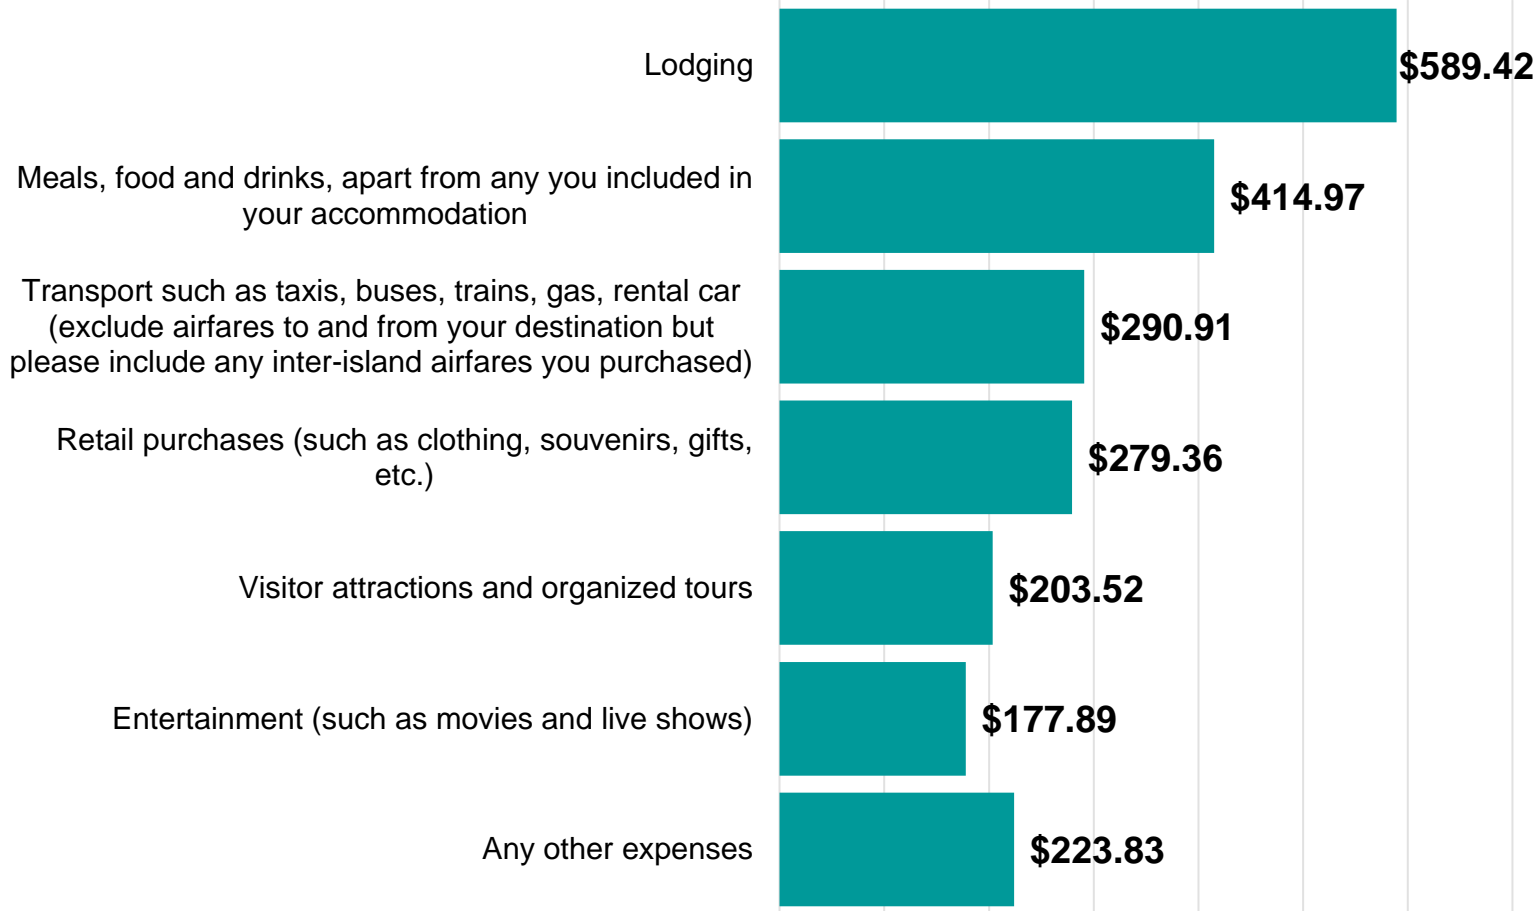 Lodging
$589.42
Meals, food and drinks, apart from any you included in
your accommodation
$414.97
Transport such as taxis, buses, trains, gas, rental car
(exclude airfares to and from your destination but
please include any inter-island airfares you purchased)
$290.91
Retail purchases (such as clothing, souvenirs, gifts,
etc.)
$279.36
Visitor attractions and organized tours
$203.52
Entertainment (such as movies and live shows)
$177.89
Any other expenses
$223.83